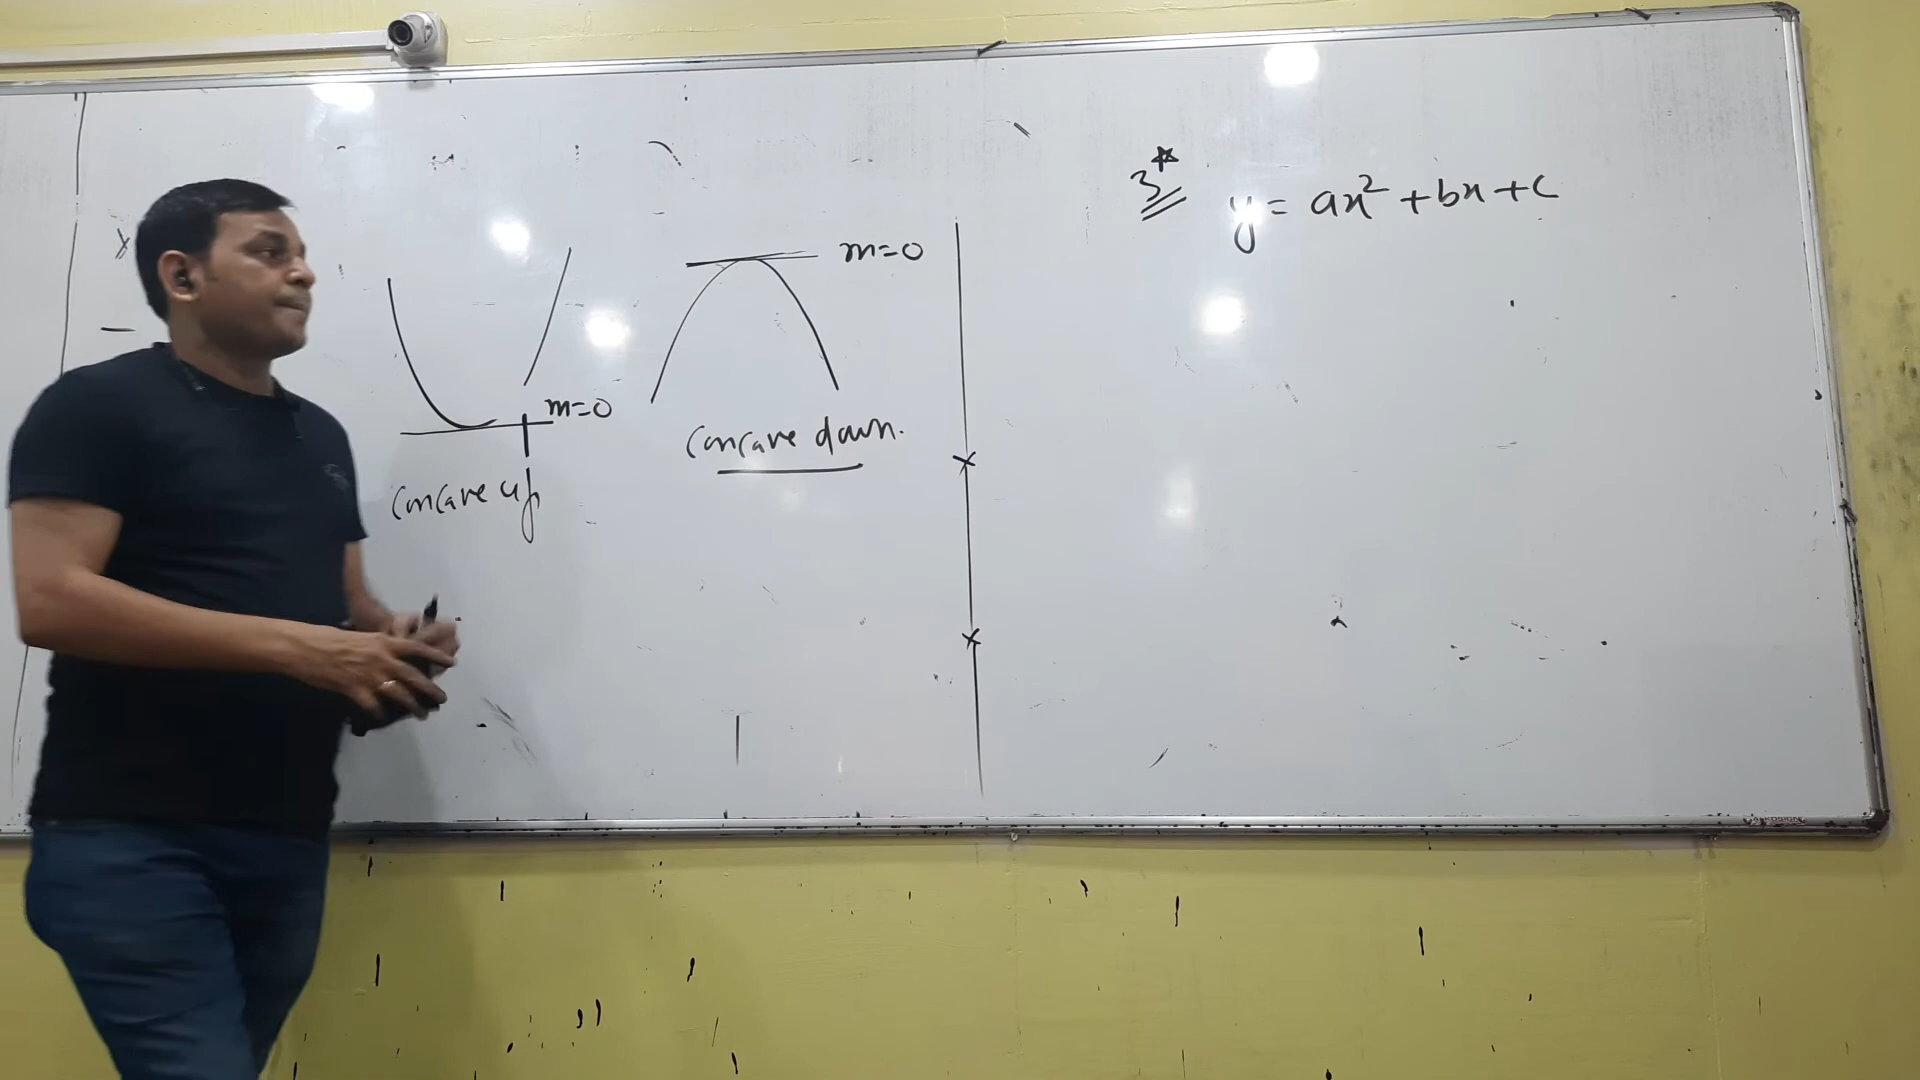 m=0
concave up
m=0
concave down.
3*
y = ax² + bx + c